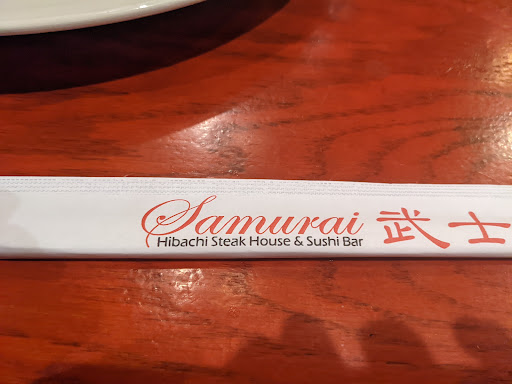 Samurai 武士
Hibachi Steak House & Sushi Bar